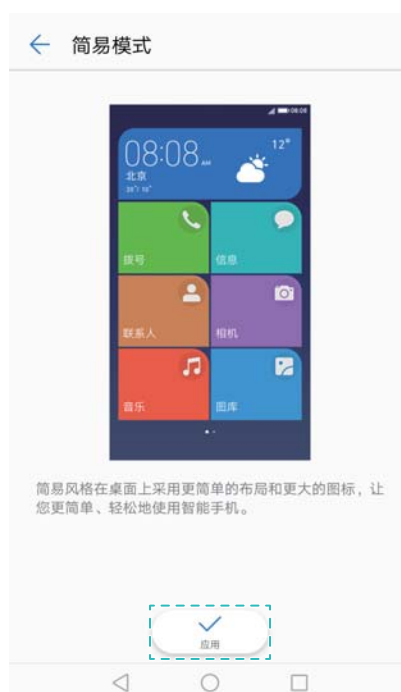 简易模式
08:08
08:08 AM
12°
北京
拨号
信息
联系人
相机
音乐
图库
简易风格在桌面上采用更简单的布局和更大的图标，让
您更简单、轻松地使用智能手机。
应用